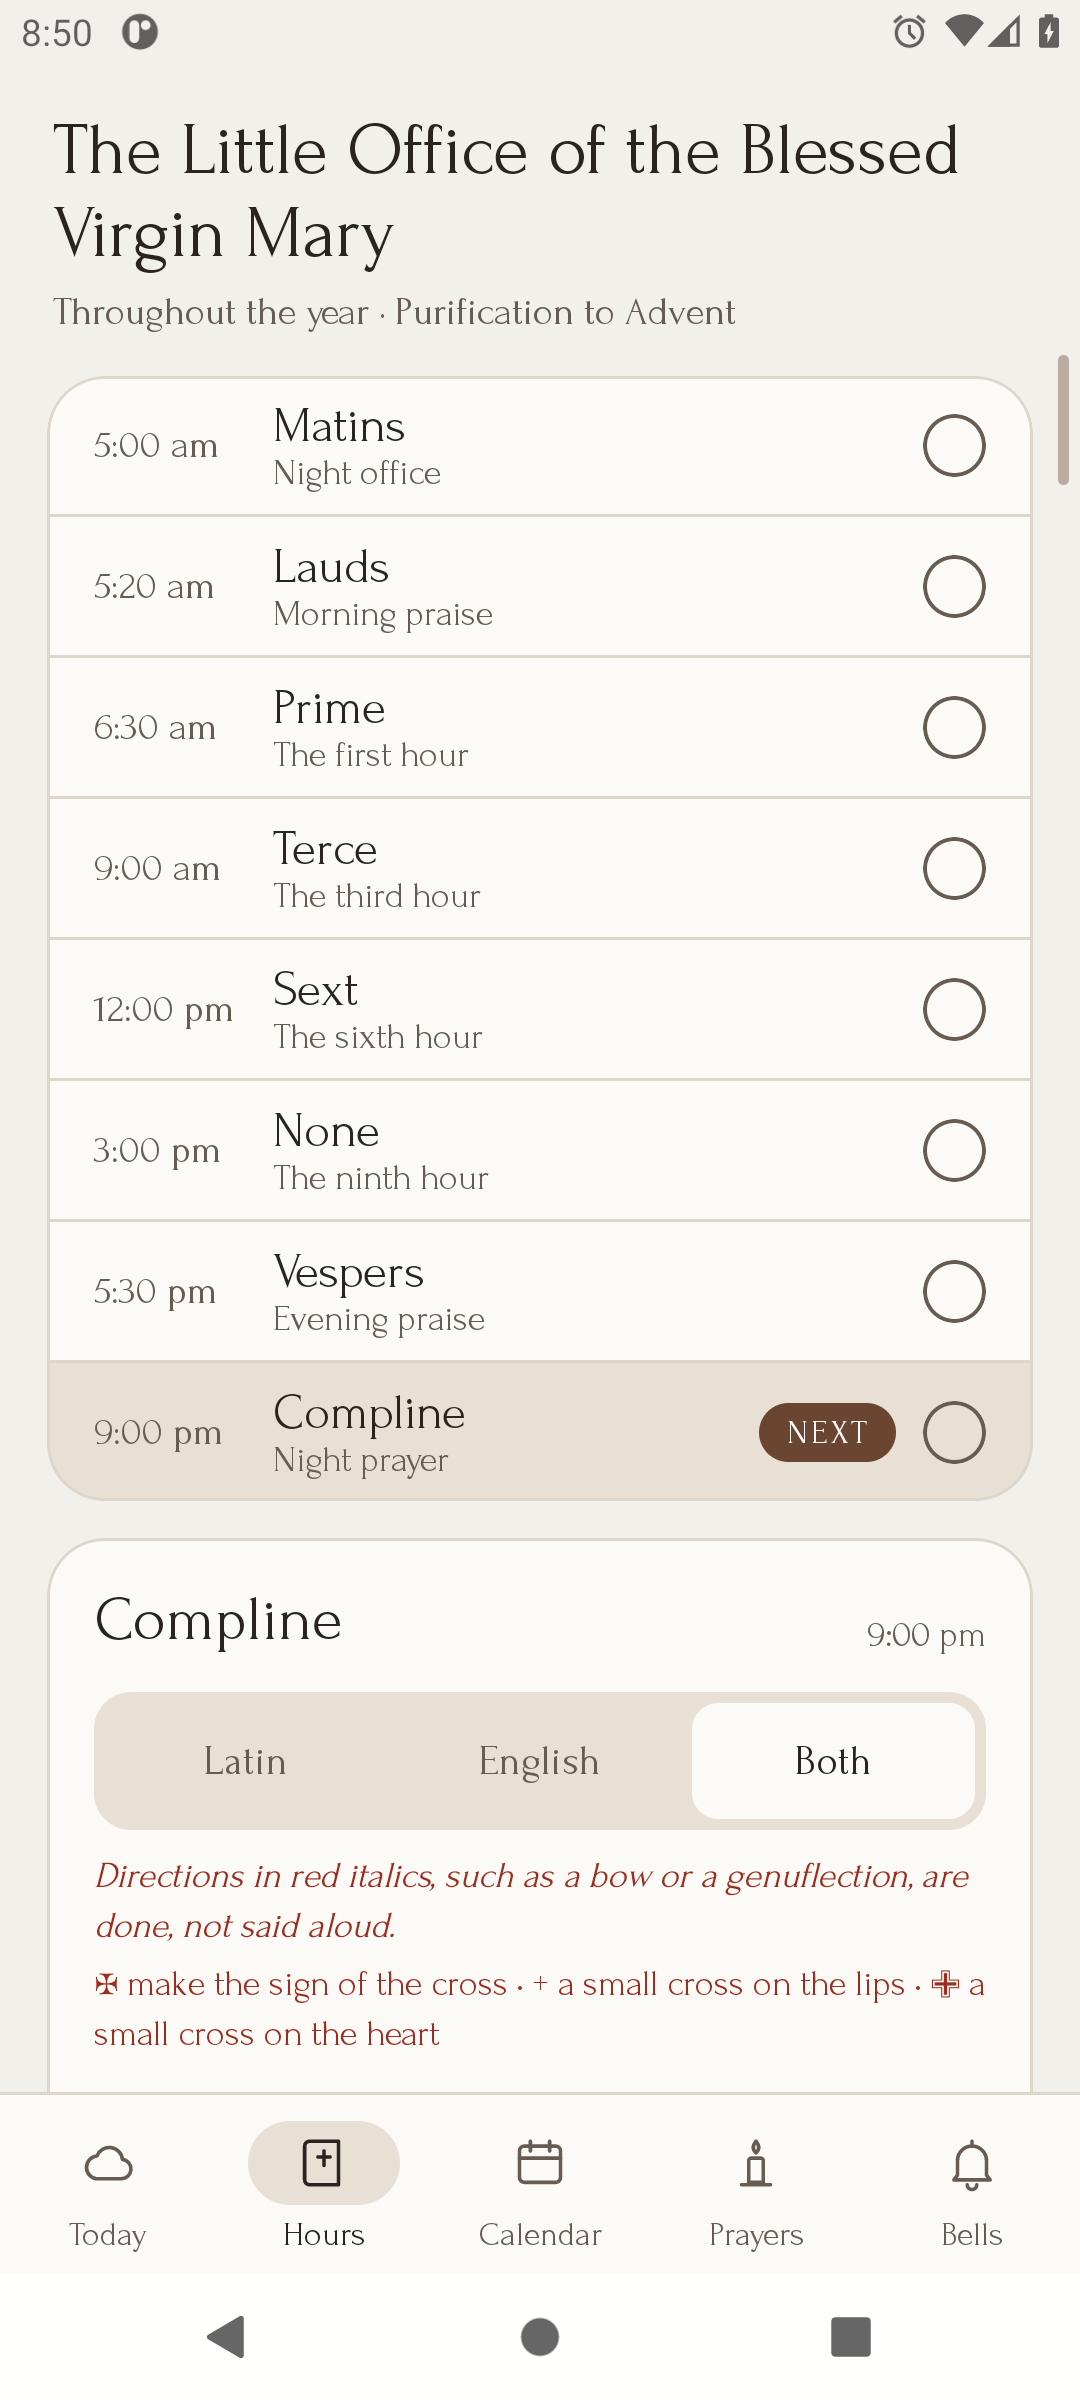 8:50
The Little Office of the Blessed
Virgin Mary
Throughout the year · Purification to Advent
5:00 am
Matins
Night office
5:20 am
Lauds
Morning praise
6:30 am
Prime
The first hour
9:00 am
Terce
The third hour
12:00 pm
Sext
The sixth hour
3:00 pm
None
The ninth hour
5:30 pm
Vespers
Evening praise
9:00 pm
Compline
Night prayer
NEXT
Compline
9:00 pm
Latin
English
Both
Directions in red italics, such as a bow or a genuflection, are
done, not said aloud.
✠ make the sign of the cross · + a small cross on the lips · ✙ a
small cross on the heart
Today
Hours
Calendar
Prayers
Bells